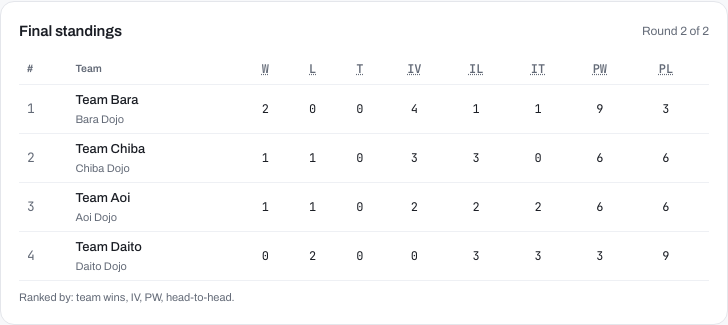 Final standings Round 2 of 2
# Team W L T IV IL IT PW PL
1 Team Bara 2 0 0 4 1 1 9 3
Bara Dojo
2 Team Chiba 1 1 0 3 3 0 6 6
Chiba Dojo
3 Team Aoi 1 1 0 2 2 2 6 6
Aoi Dojo
4 Team Daito 0 2 0 0 3 3 3 9
Daito Dojo
Ranked by: team wins, IV, PW, head-to-head.